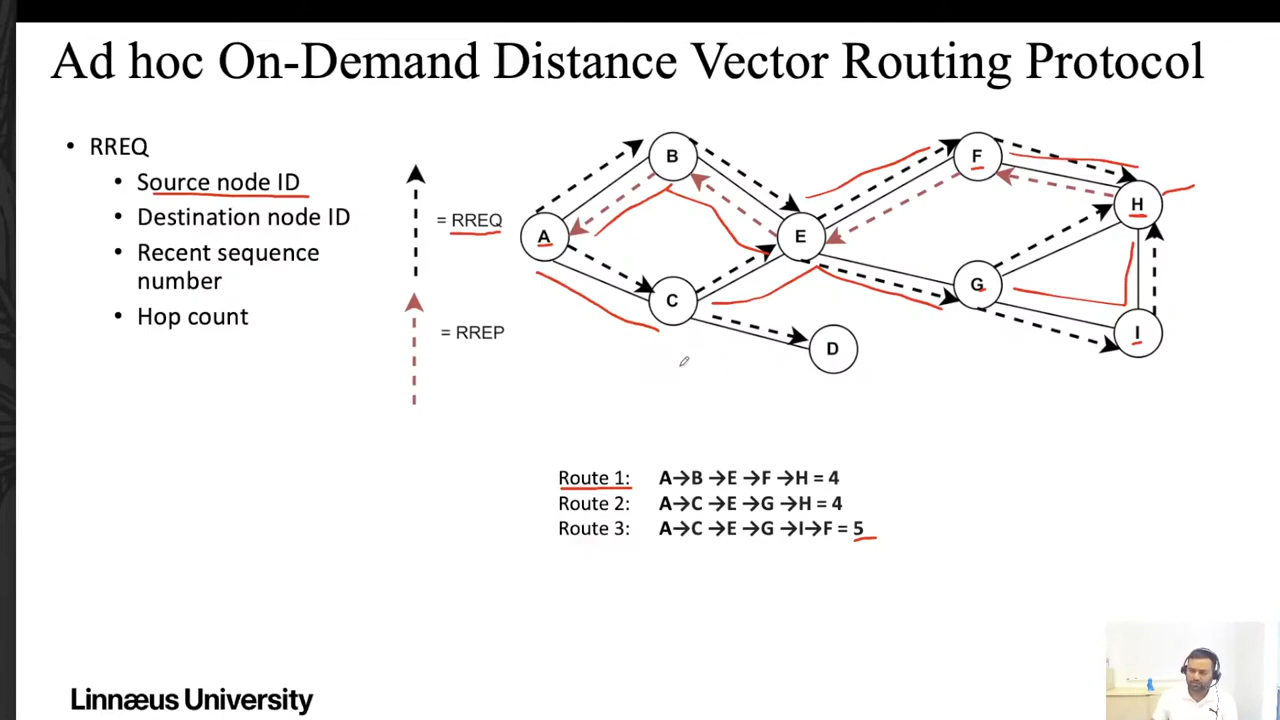 Ad hoc On-Demand Distance Vector Routing Protocol
• RREQ
• Source node ID
• Destination node ID
• Recent sequence
number
• Hop count
= RREQ
= RREP
A
B
C
D
E
F
G
H
I
Route 1: A→B →E →F →H = 4
Route 2: A→C →E →G →H = 4
Route 3: A→C →E →G →I→F = 5
Linnæus University